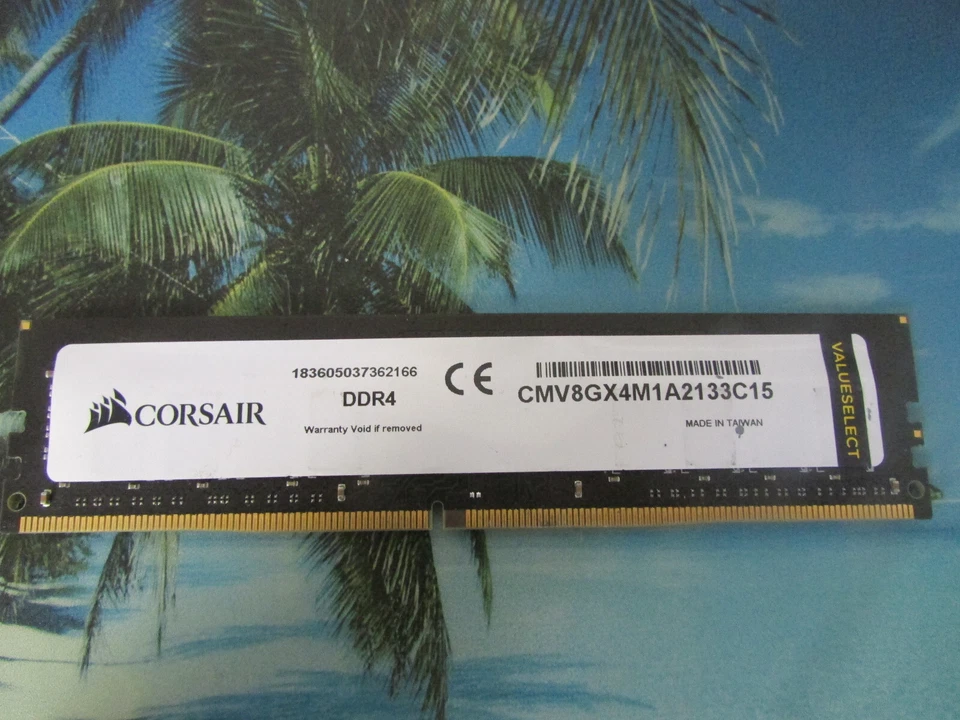 CORSAIR
183605037362166
DDR4
Warranty Void if removed
CE
CMV8GX4M1A2133C15
MADE IN TAIWAN
VALUESELECT